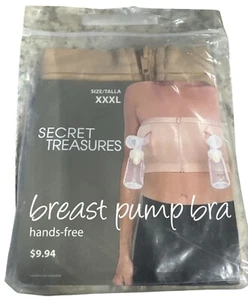 SIZE/TALLA
XXXL
SECRET
TREASURES
breast pump bra
hands-free
$9.94